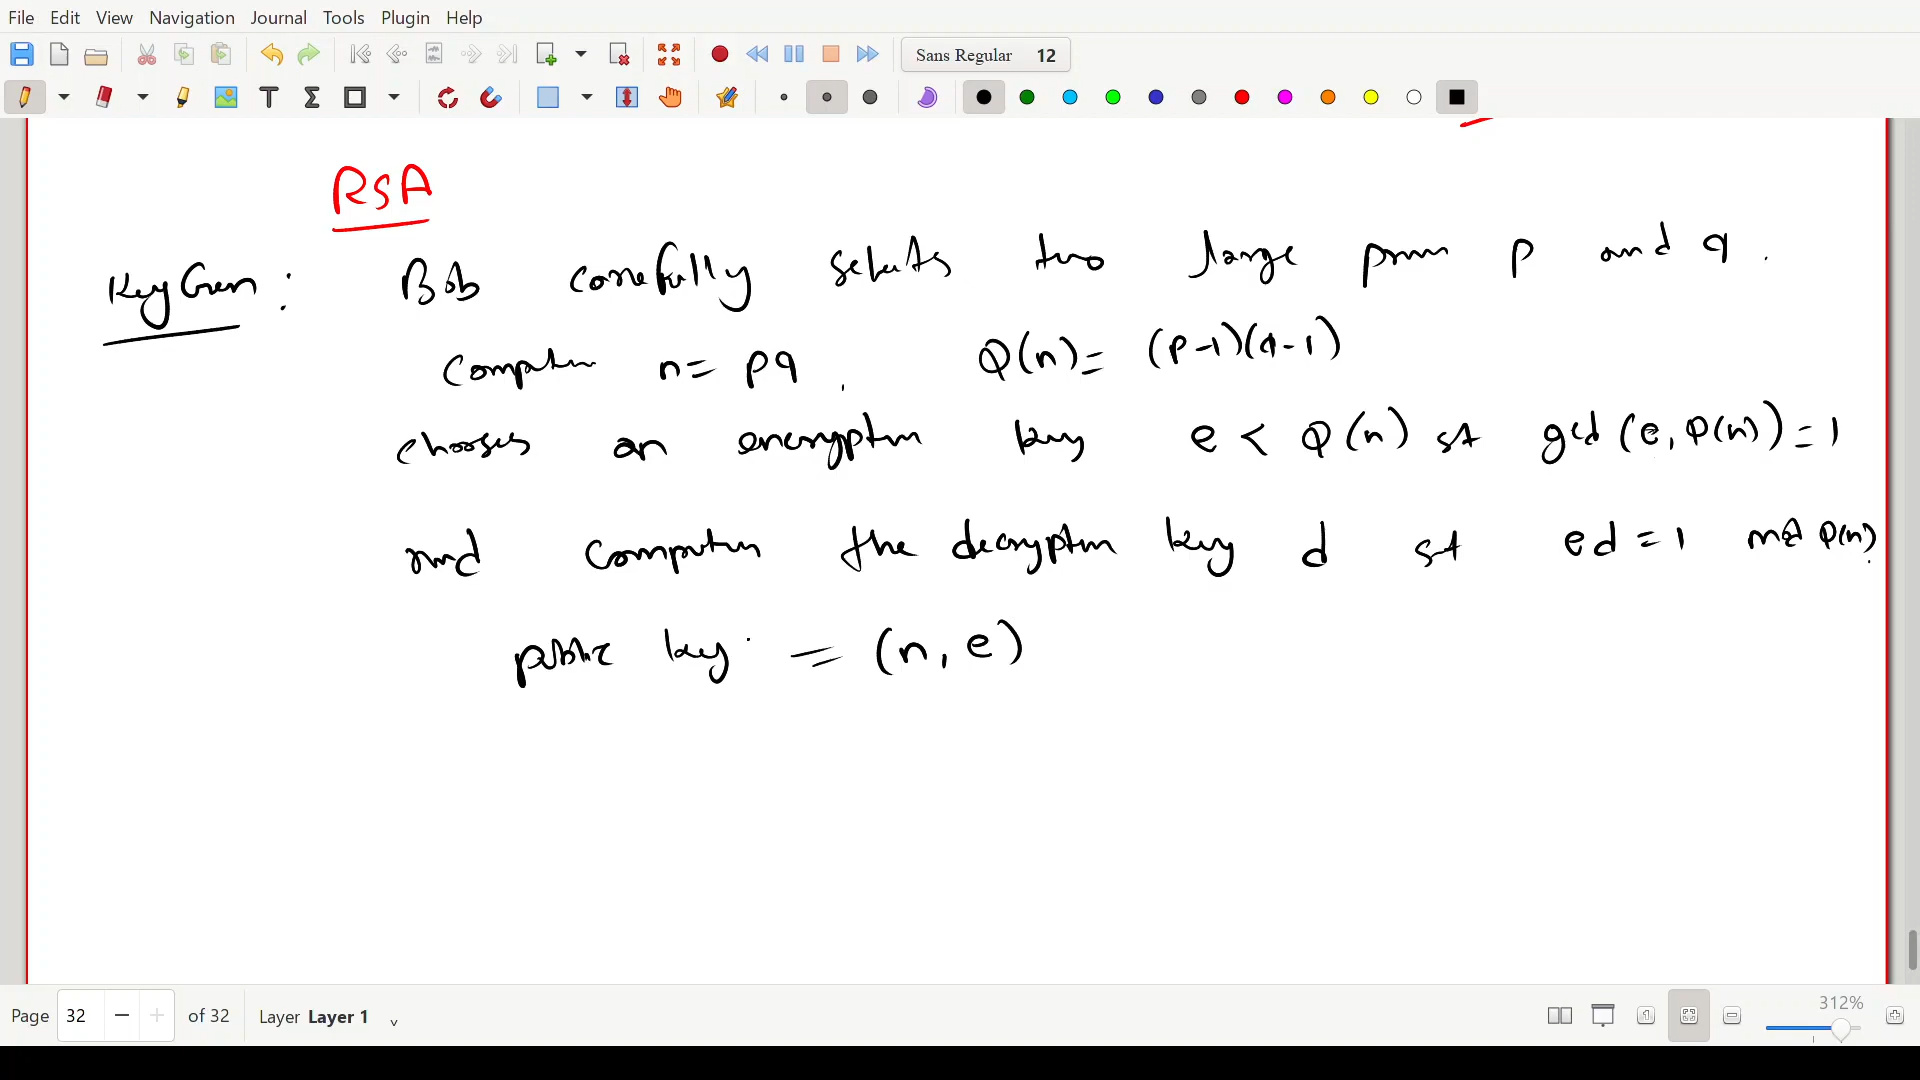 File Edit View Navigation Journal Tools Plugin Help
Sans Regular 12
RSA
KeyGen: Bob carefully selects two large prim p and q.
Computes n = pq. Φ(n) = (p-1)(q-1)
chooses an encryption key e < Φ(n) st gcd(e, Φ(n)) = 1
and computes the decryption key d st ed = 1 mod Φ(n).
public key = (n, e)
Page 32 of 32 Layer Layer 1 312%